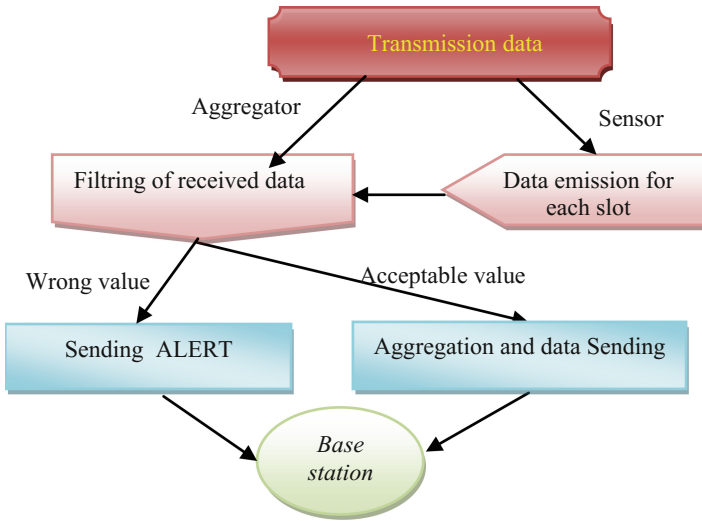 Transmission data
Aggregator
Sensor
Filtring of received data
Data emission for
each slot
Wrong value
Acceptable value
Sending ALERT
Aggregation and data Sending
Base
station